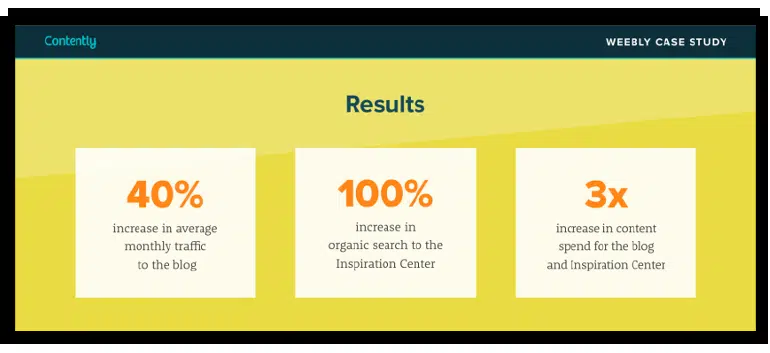 Contently
WEEBLY CASE STUDY
Results
40%
increase in average
monthly traffic
to the blog
100%
increase in
organic search to the
Inspiration Center
3x
increase in content
spend for the blog
and Inspiration Center